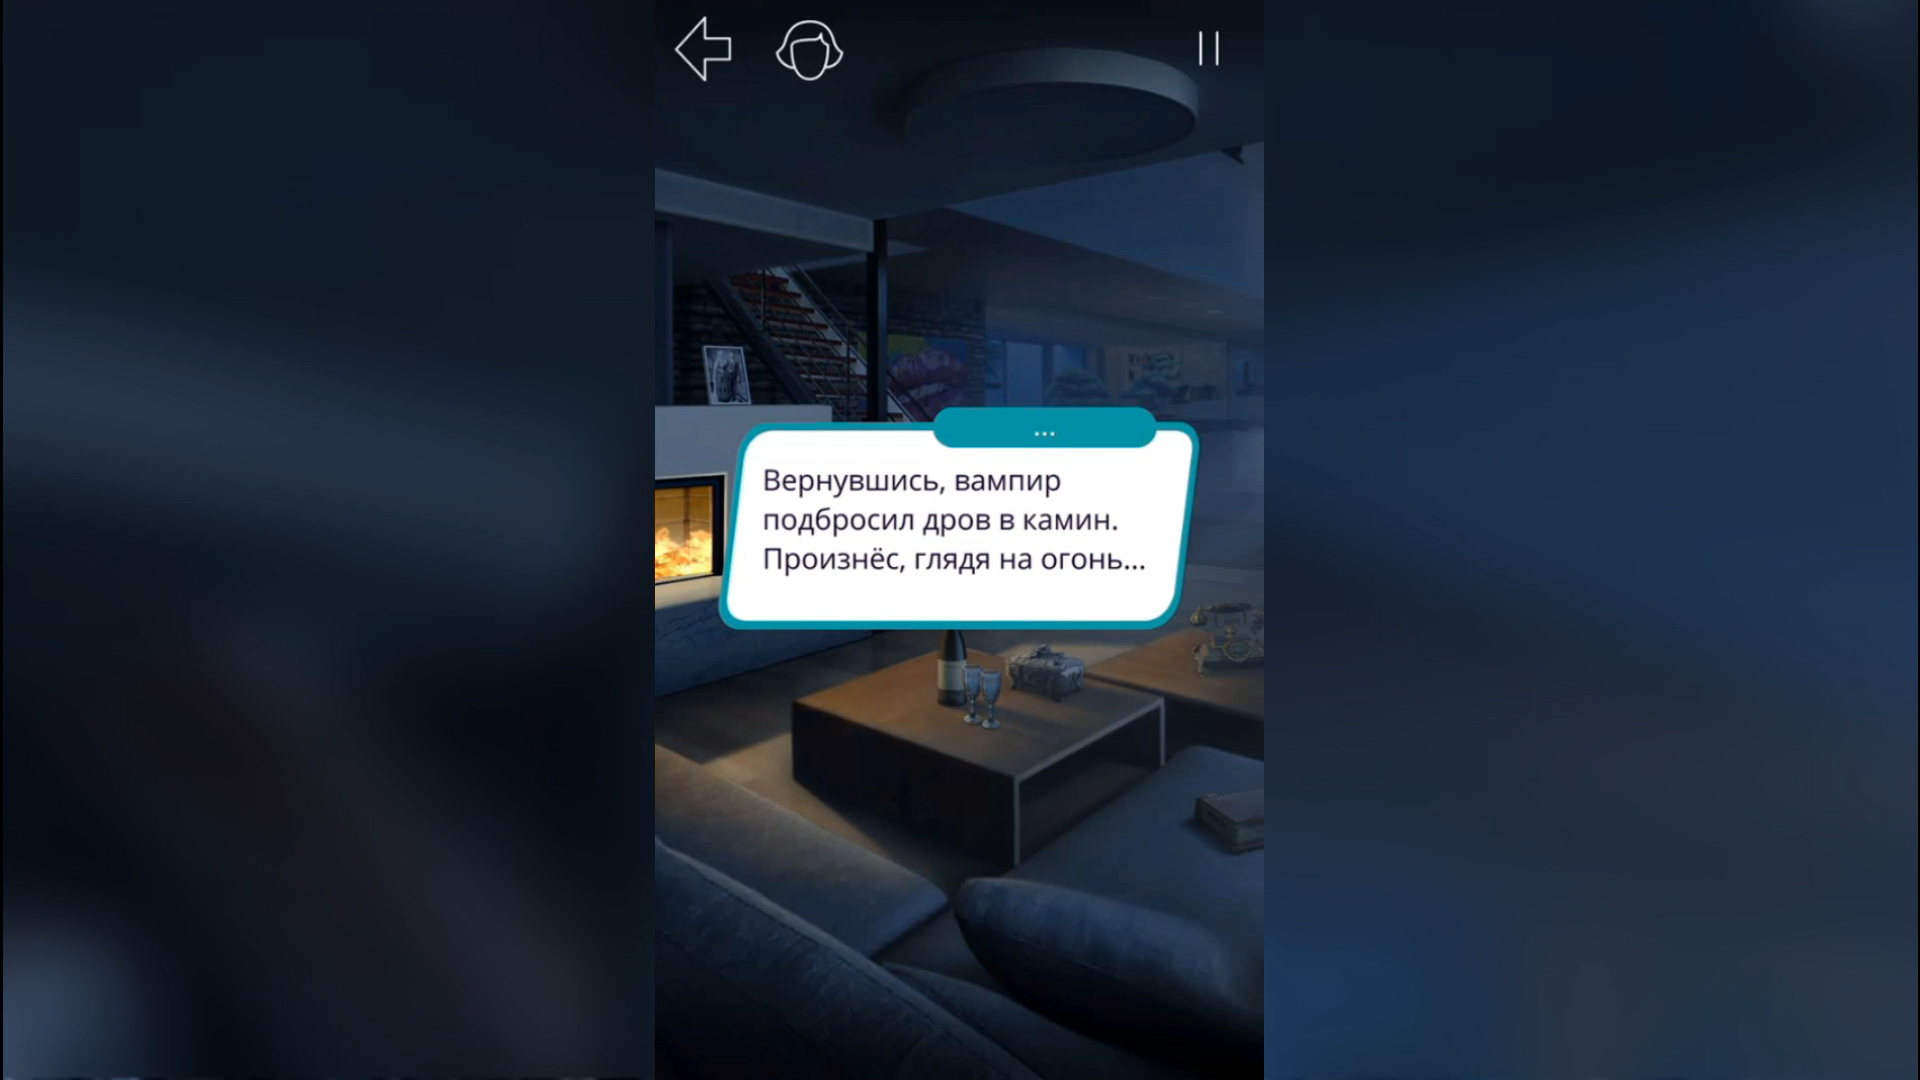 ...
Вернувшись, вампир
подбросил дров в камин.
Произнёс, глядя на огонь...